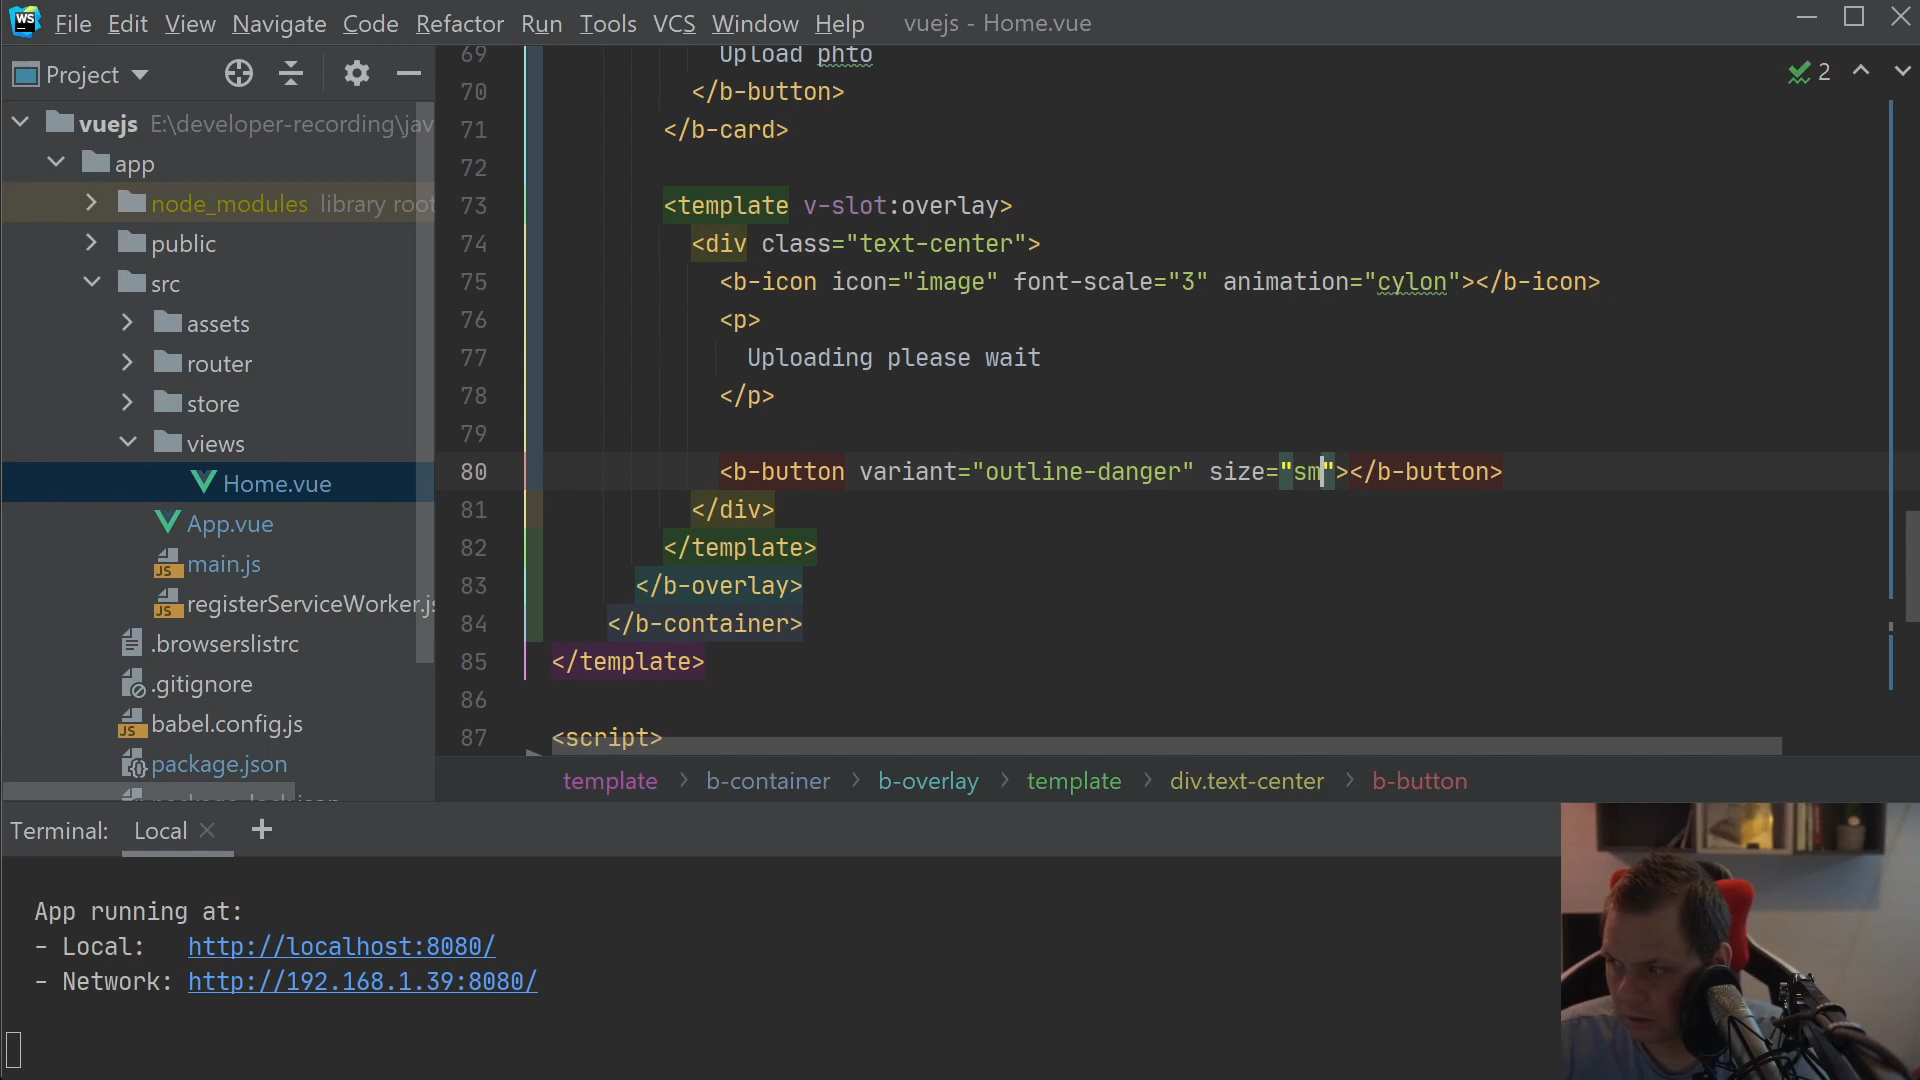 WS File Edit View Navigate Code Refactor Run Tools VCS Window Help vuejs - Home.vue
Project
vuejs E:\developer-recording\jav
app
node_modules library root
public
src
assets
router
store
views
Home.vue
App.vue
JS main.js
JS registerServiceWorker.js
.browserslistrc
.gitignore
JS babel.config.js
package.json
2
69 Upload phto
70 </b-button>
71 </b-card>
72
73 <template v-slot:overlay>
74 <div class="text-center">
75 <b-icon icon="image" font-scale="3" animation="cylon"></b-icon>
76 <p>
77 Uploading please wait
78 </p>
79
80 <b-button variant="outline-danger" size="sm"></b-button>
81 </div>
82 </template>
83 </b-overlay>
84 </b-container>
85 </template>
86
87 <script>
template > b-container > b-overlay > template > div.text-center > b-button
Terminal: Local × +
App running at:
- Local: http://localhost:8080/
- Network: http://192.168.1.39:8080/